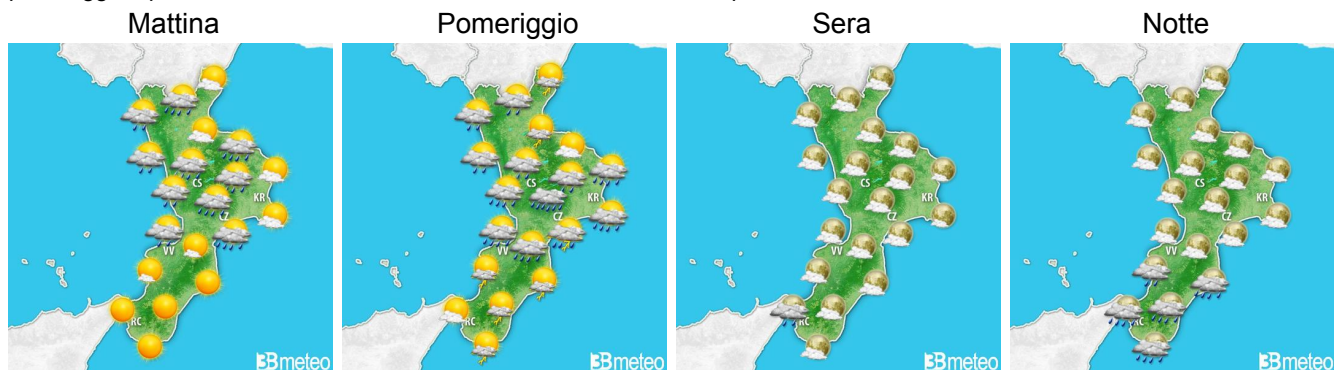 Mattina Pomeriggio Sera Notte
CS KR CZ VV RC 3Bmeteo
CS KR CZ VV RC 3Bmeteo
CS KR CZ VV RC 3Bmeteo
CS KR CZ VV RC 3Bmeteo